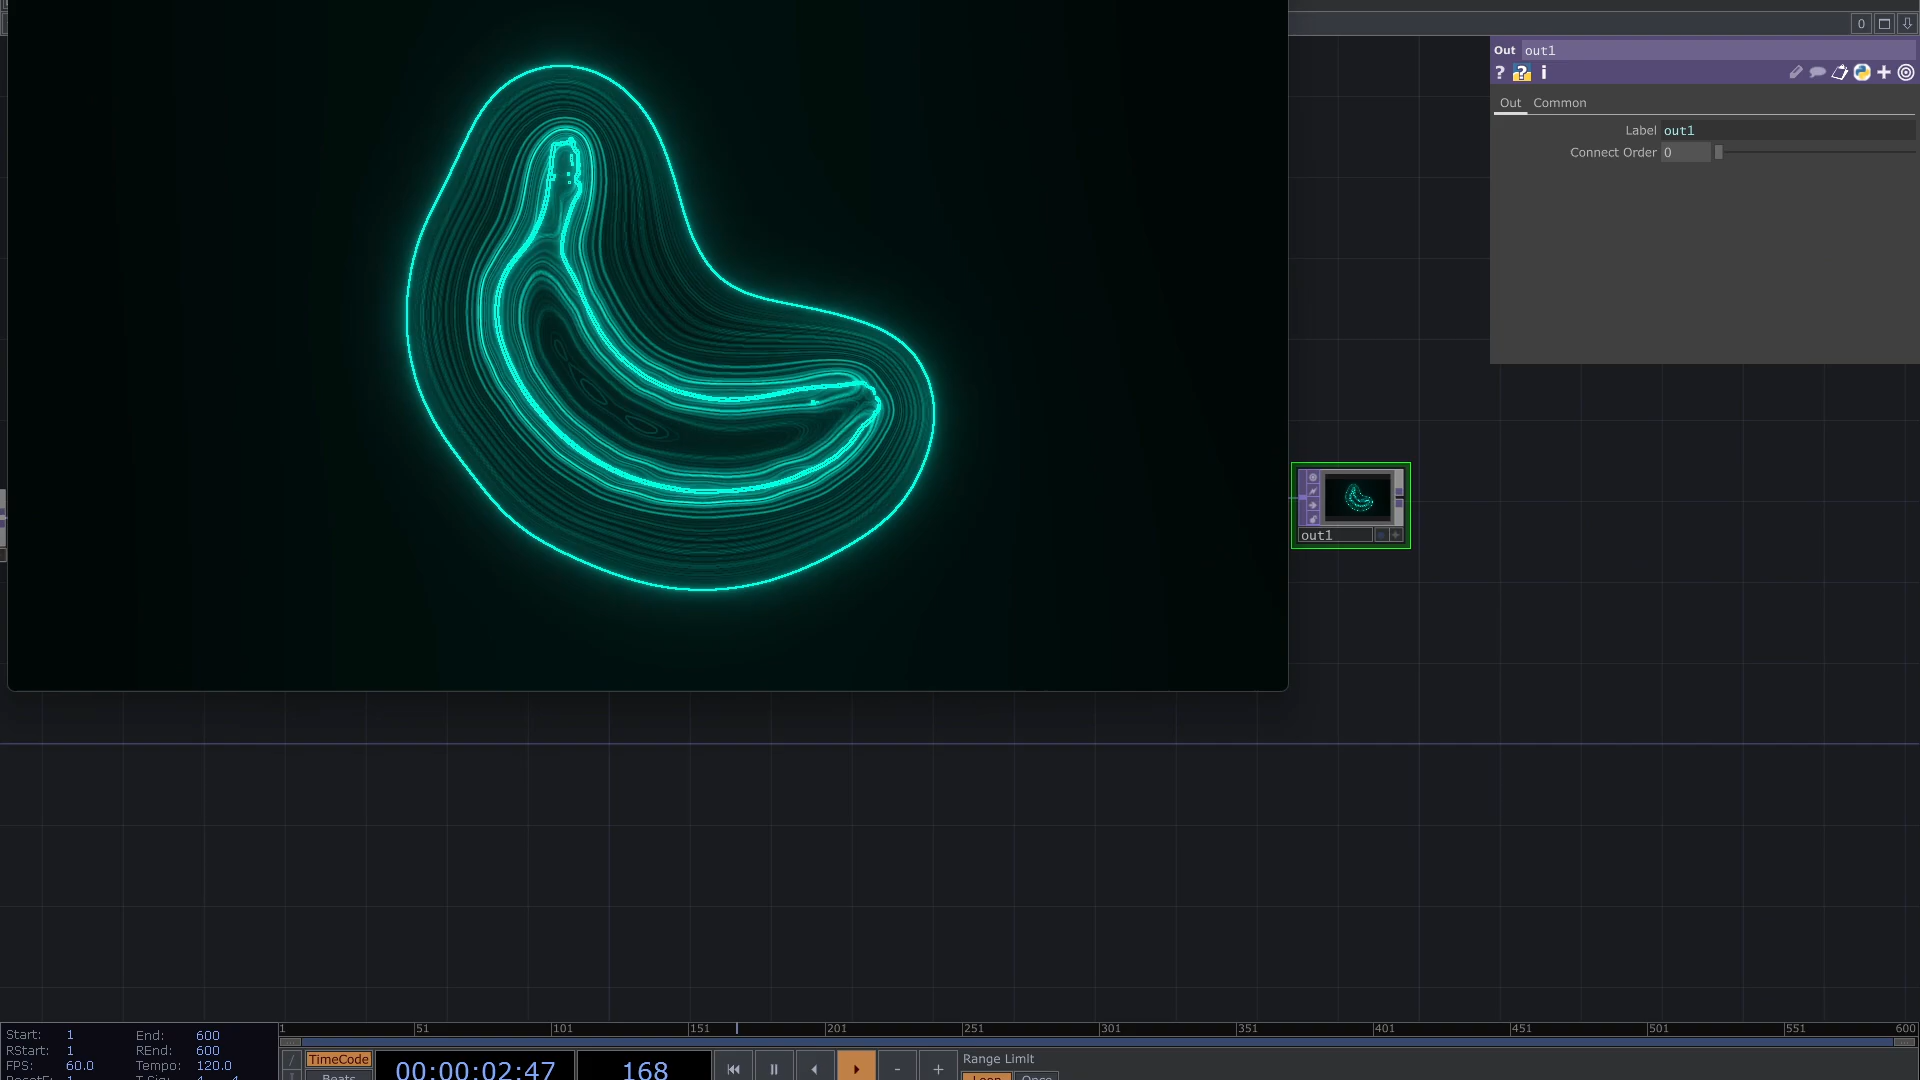 0
Out out1
? ? i
Out Common
Label out1
Connect Order 0
out1
1 51 101 151 201 251 301 351 401 451 501 551 600
Start: 1 End: 600
RStart: 1 REnd: 600
FPS: 60.0 Tempo: 120.0
TimeCode
Beats
00:00:02:47
168
- +
Range Limit
Loop Once